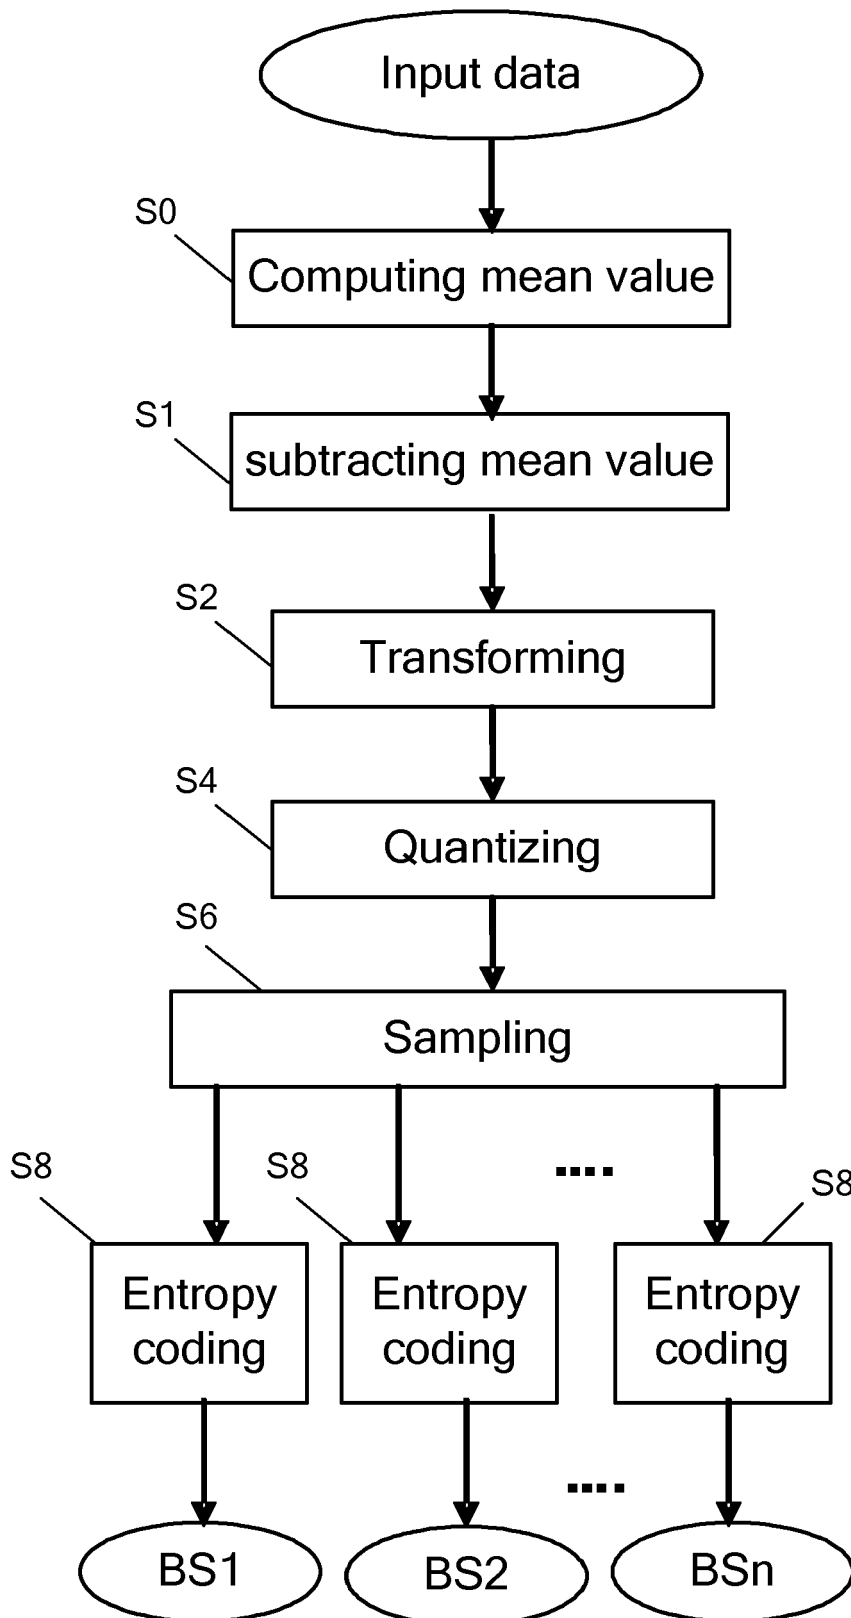 Input data
S0
Computing mean value
S1
subtracting mean value
S2
Transforming
S4
Quantizing
S6
Sampling
....
S8
S8
S8
Entropy
coding
Entropy
coding
Entropy
coding
....
BS1
BS2
BSn